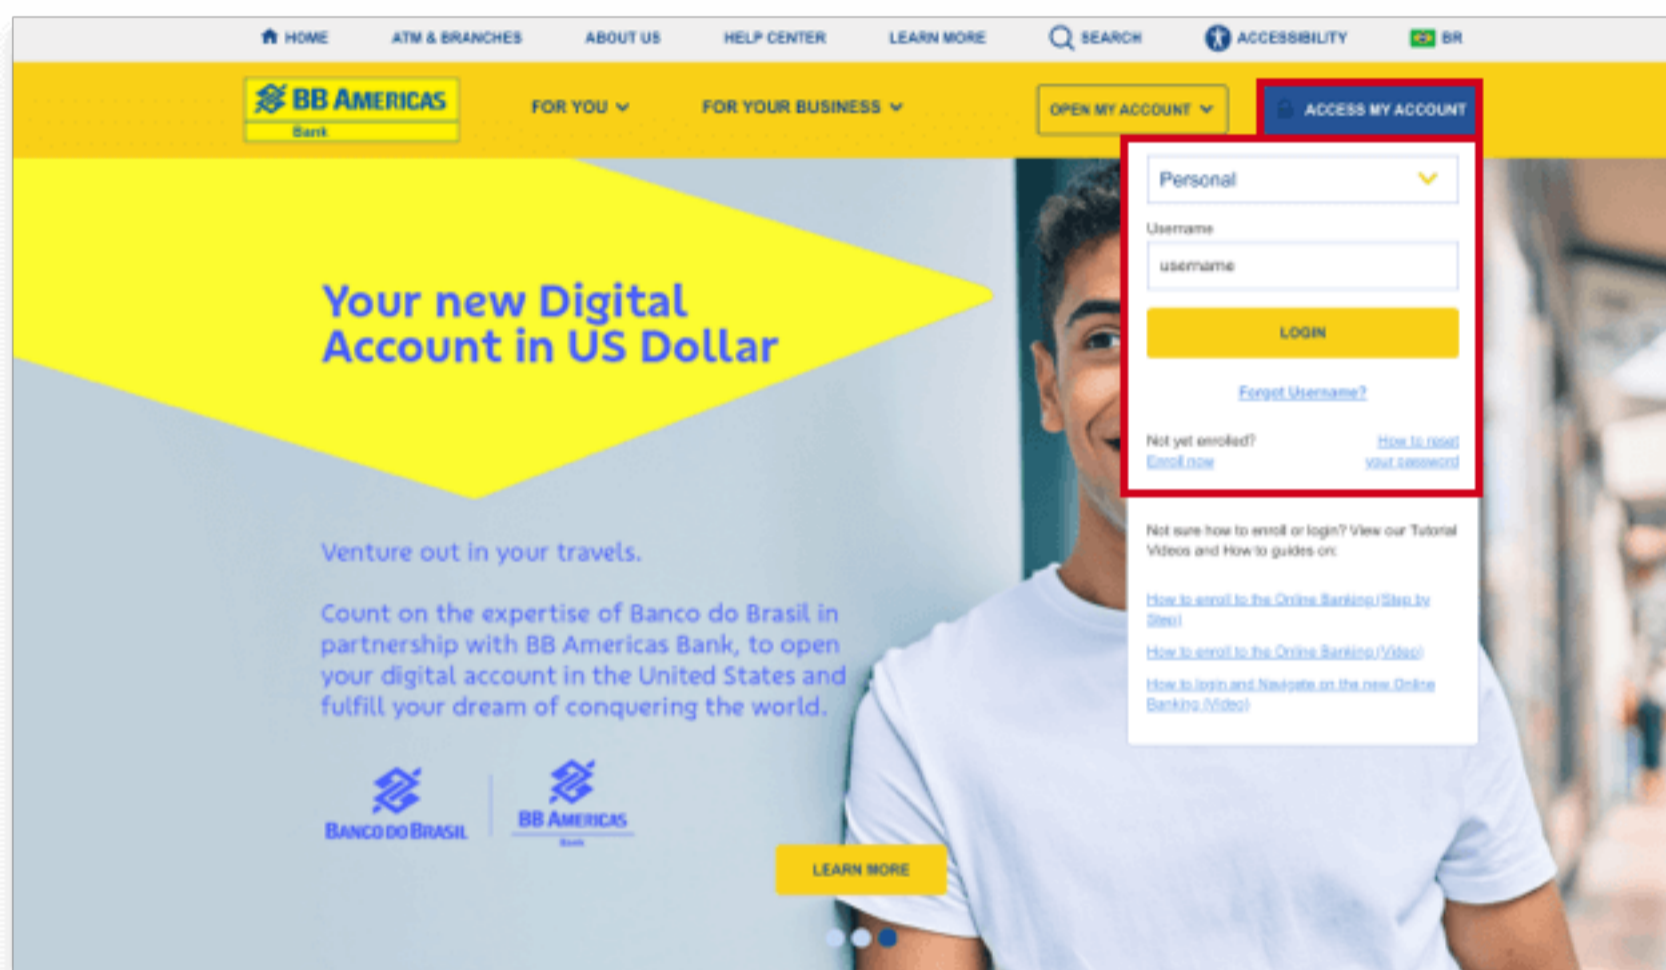 HOME ATM & BRANCHES ABOUT US HELP CENTER LEARN MORE SEARCH ACCESSIBILITY BR
BB AMERICAS
Bank
FOR YOU FOR YOUR BUSINESS OPEN MY ACCOUNT ACCESS MY ACCOUNT
Personal
Username
username
LOGIN
Forgot Username?
Not yet enrolled?
Enroll now
How to reset
your password
Not sure how to enroll or login? View our Tutorial
Videos and How to guides on:
How to enroll to the Online Banking (Step by
Step)
How to enroll to the Online Banking (Video)
How to login and Navigate on the new Online
Banking (Video)
Your new Digital
Account in US Dollar
Venture out in your travels.
Count on the expertise of Banco do Brasil in
partnership with BB Americas Bank, to open
your digital account in the United States and
fulfill your dream of conquering the world.
BANCO DO BRASIL
BB AMERICAS
Bank
LEARN MORE